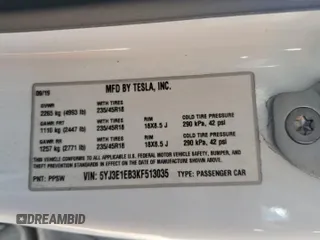 MFD BY TESLA, INC.
09/19
GVWR WITH TIRES
2265 kg (4993 lB) 235/45R18
GAWR FRT WITH TIRES RIMS COLD TIRE PRESSURE
1110 kg (2447 lB) 235/45R18 18X8.5 J 290 kPa, 42 psi
GAWR RR WITH TIRES RIMS COLD TIRE PRESSURE
1257 kg (2771 lB) 235/45R18 18X8.5 J 290 kPa, 42 psi
THIS VEHICLE CONFORMS TO ALL APPLICABLE FEDERAL MOTOR VEHICLE
SAFETY, BUMPER, AND THEFT PREVENTION STANDARDS IN EFFECT ON
THE DATE OF MANUFACTURE SHOWN ABOVE.
VIN: 5YJ3E1EB3KF513035
PNT: PPSW TYPE: PASSENGER CAR
DREAMBID